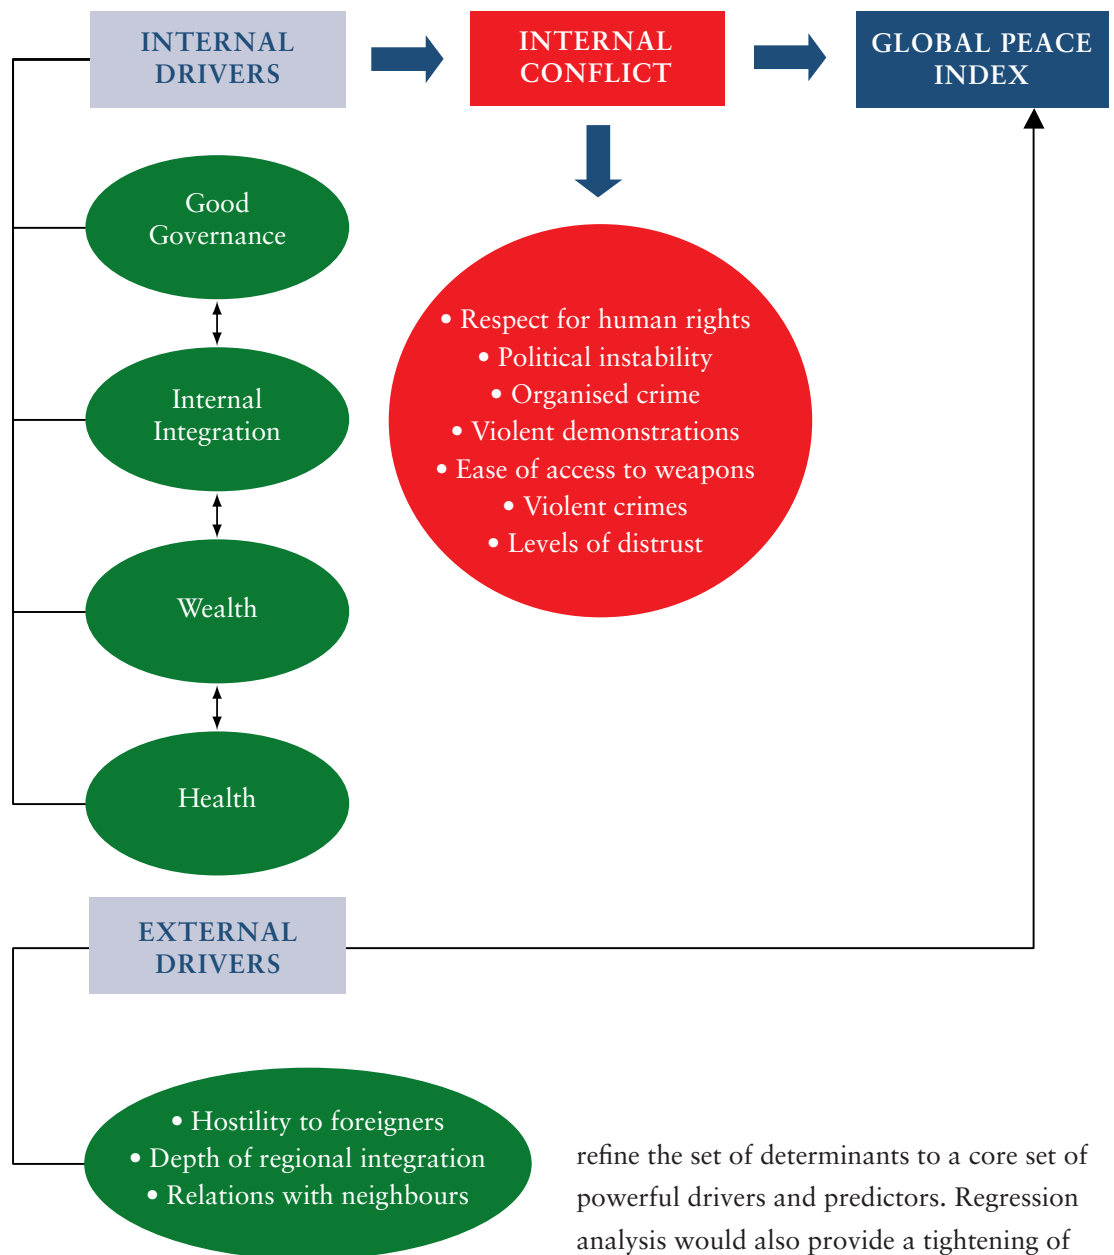 INTERNAL
DRIVERS
INTERNAL
CONFLICT
GLOBAL PEACE
INDEX
Good
Governance
Internal
Integration
Wealth
Health
• Respect for human rights
• Political instability
• Organised crime
• Violent demonstrations
• Ease of access to weapons
• Violent crimes
• Levels of distrust
EXTERNAL
DRIVERS
• Hostility to foreigners
• Depth of regional integration
• Relations with neighbours
refine the set of determinants to a core set of
powerful drivers and predictors. Regression
analysis would also provide a tightening of